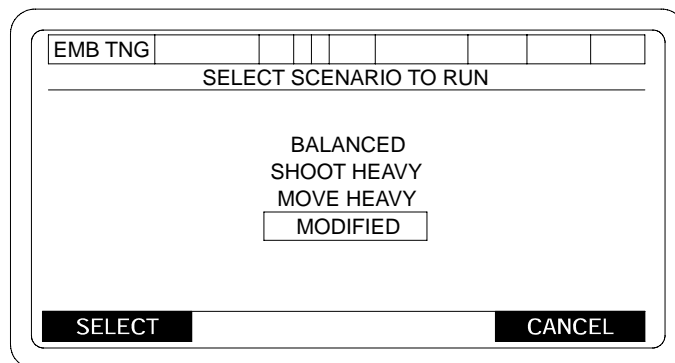 EMB TNG
SELECT SCENARIO TO RUN
BALANCED
SHOOT HEAVY
MOVE HEAVY
MODIFIED
SELECT CANCEL